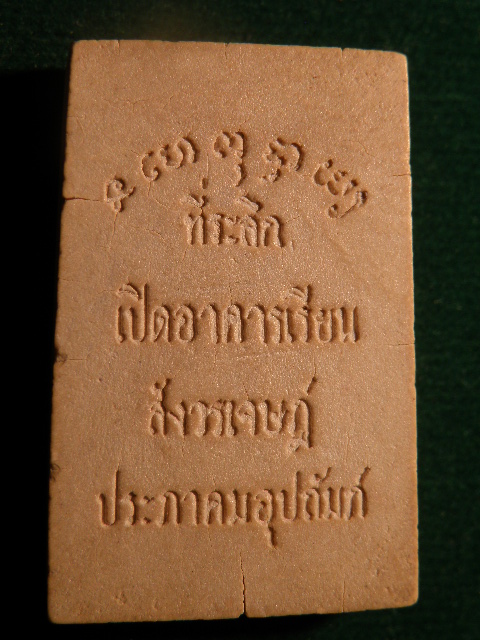 ที่ระลึก
เปิดอาคารเรียน
สังวรเจษฎ์
ประภาคมอุปถัมภ์